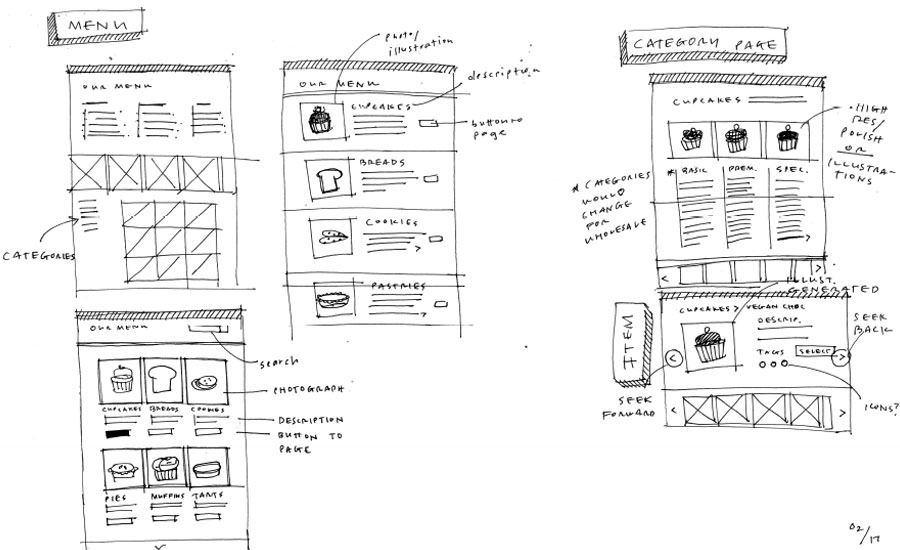 MENU
OUR MENU
CATEGORIES
photo/
illustration
description
OUR MENU
CUPCAKES
button to
page
BREADS
COOKIES
PASTRIES
OUR MENU
search
PHOTOGRAPH
CUPCAKES BREADS COOKIES
DESCRIPTION
BUTTON TO
PAGE
PIES MUFFINS TARTS
CATEGORY PAGE
CUPCAKES
HIGH
RES/
POLISH
OR
ILLUSTRA-
TIONS
* CATEGORIES
WOULD
CHANGE
FOR
WHOLESALE
* BASIC PREM. SPEC.
ILLUST.
GENERATED
ITEM
CUPCAKES > VEGAN CHOC
DESCRIP.
SEEK
BACK
TAGS SELECT
< >
SEEK
FORWARD
ICONS?
02/17